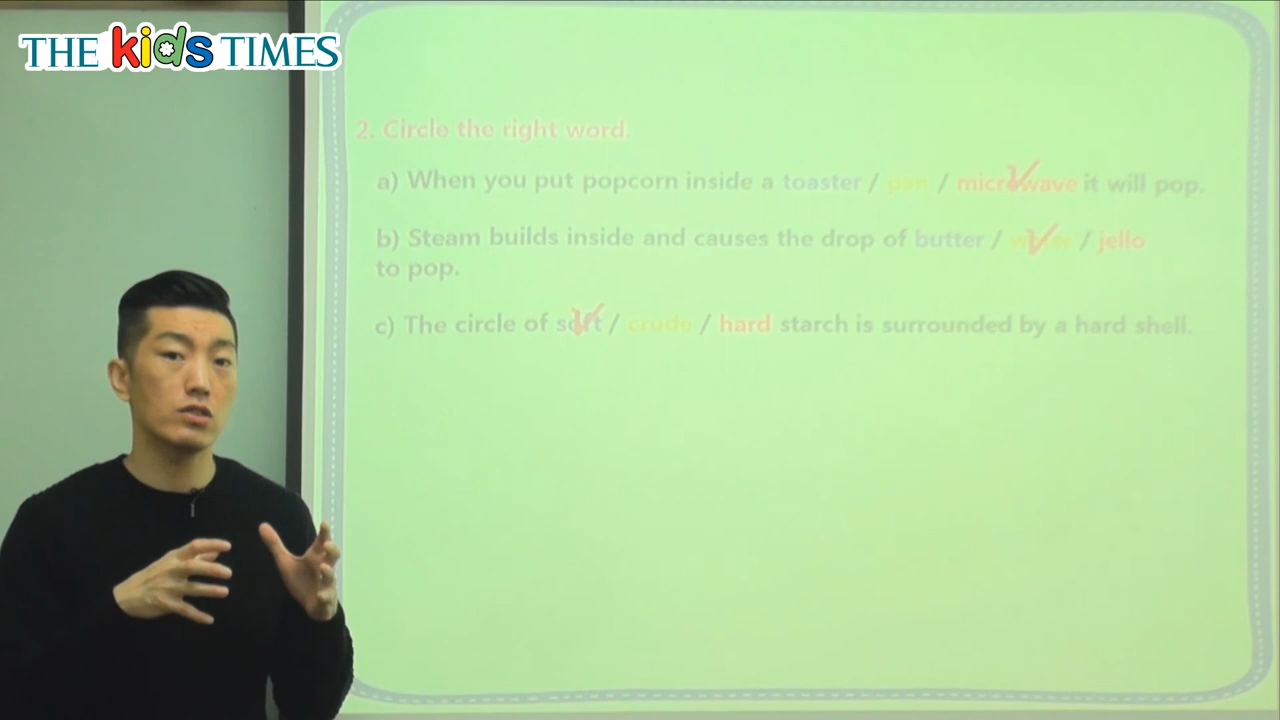 THE kids TIMES
2. Circle the right word.
a) When you put popcorn inside a toaster / pan / microwave it will pop.
b) Steam builds inside and causes the drop of butter / water / jello
to pop.
c) The circle of soft / crude / hard starch is surrounded by a hard shell.